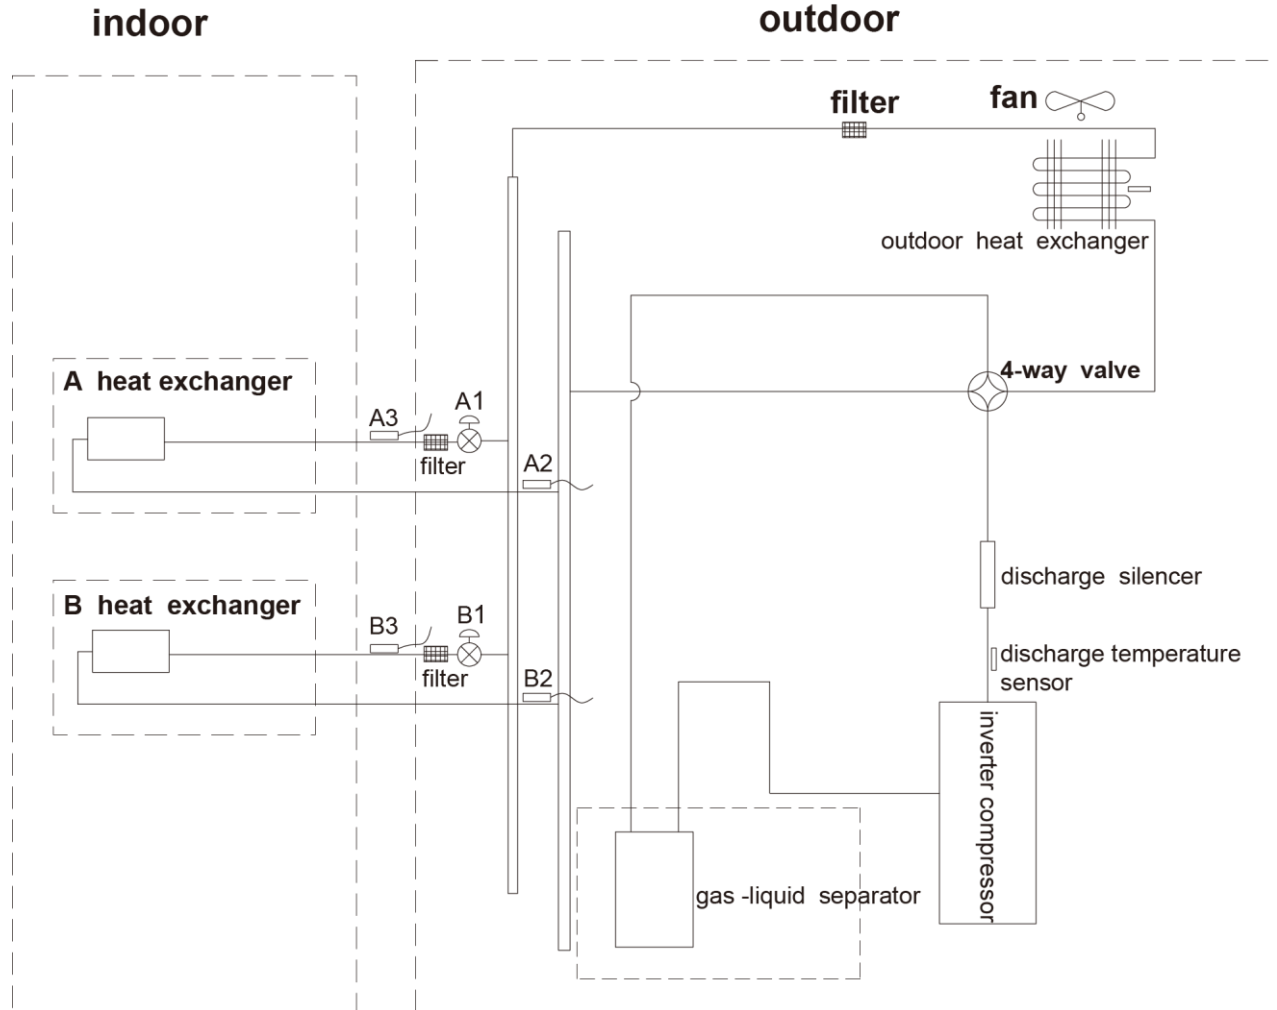 indoor
outdoor
filter
fan
outdoor heat exchanger
4-way valve
A heat exchanger
A3
A1
filter
A2
B heat exchanger
B3
B1
filter
B2
discharge silencer
discharge temperature
sensor
inverter compressor
gas -liquid separator